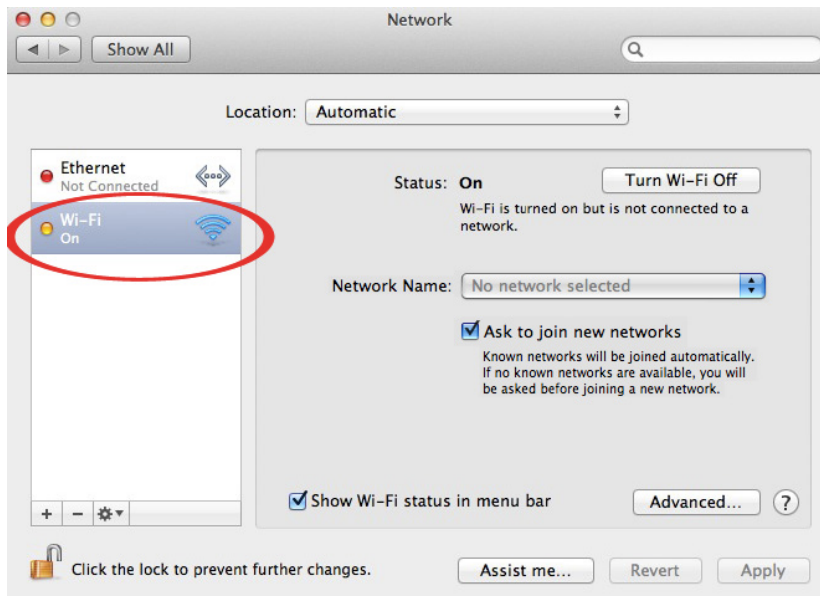 Network
Show All
Location: Automatic
Ethernet
Not Connected
Wi-Fi
On
Status: On
Turn Wi-Fi Off
Wi-Fi is turned on but is not connected to a
network.
Network Name: No network selected
Ask to join new networks
Known networks will be joined automatically.
If no known networks are available, you will
be asked before joining a new network.
Show Wi-Fi status in menu bar
Advanced...
?
Click the lock to prevent further changes.
Assist me...
Revert
Apply